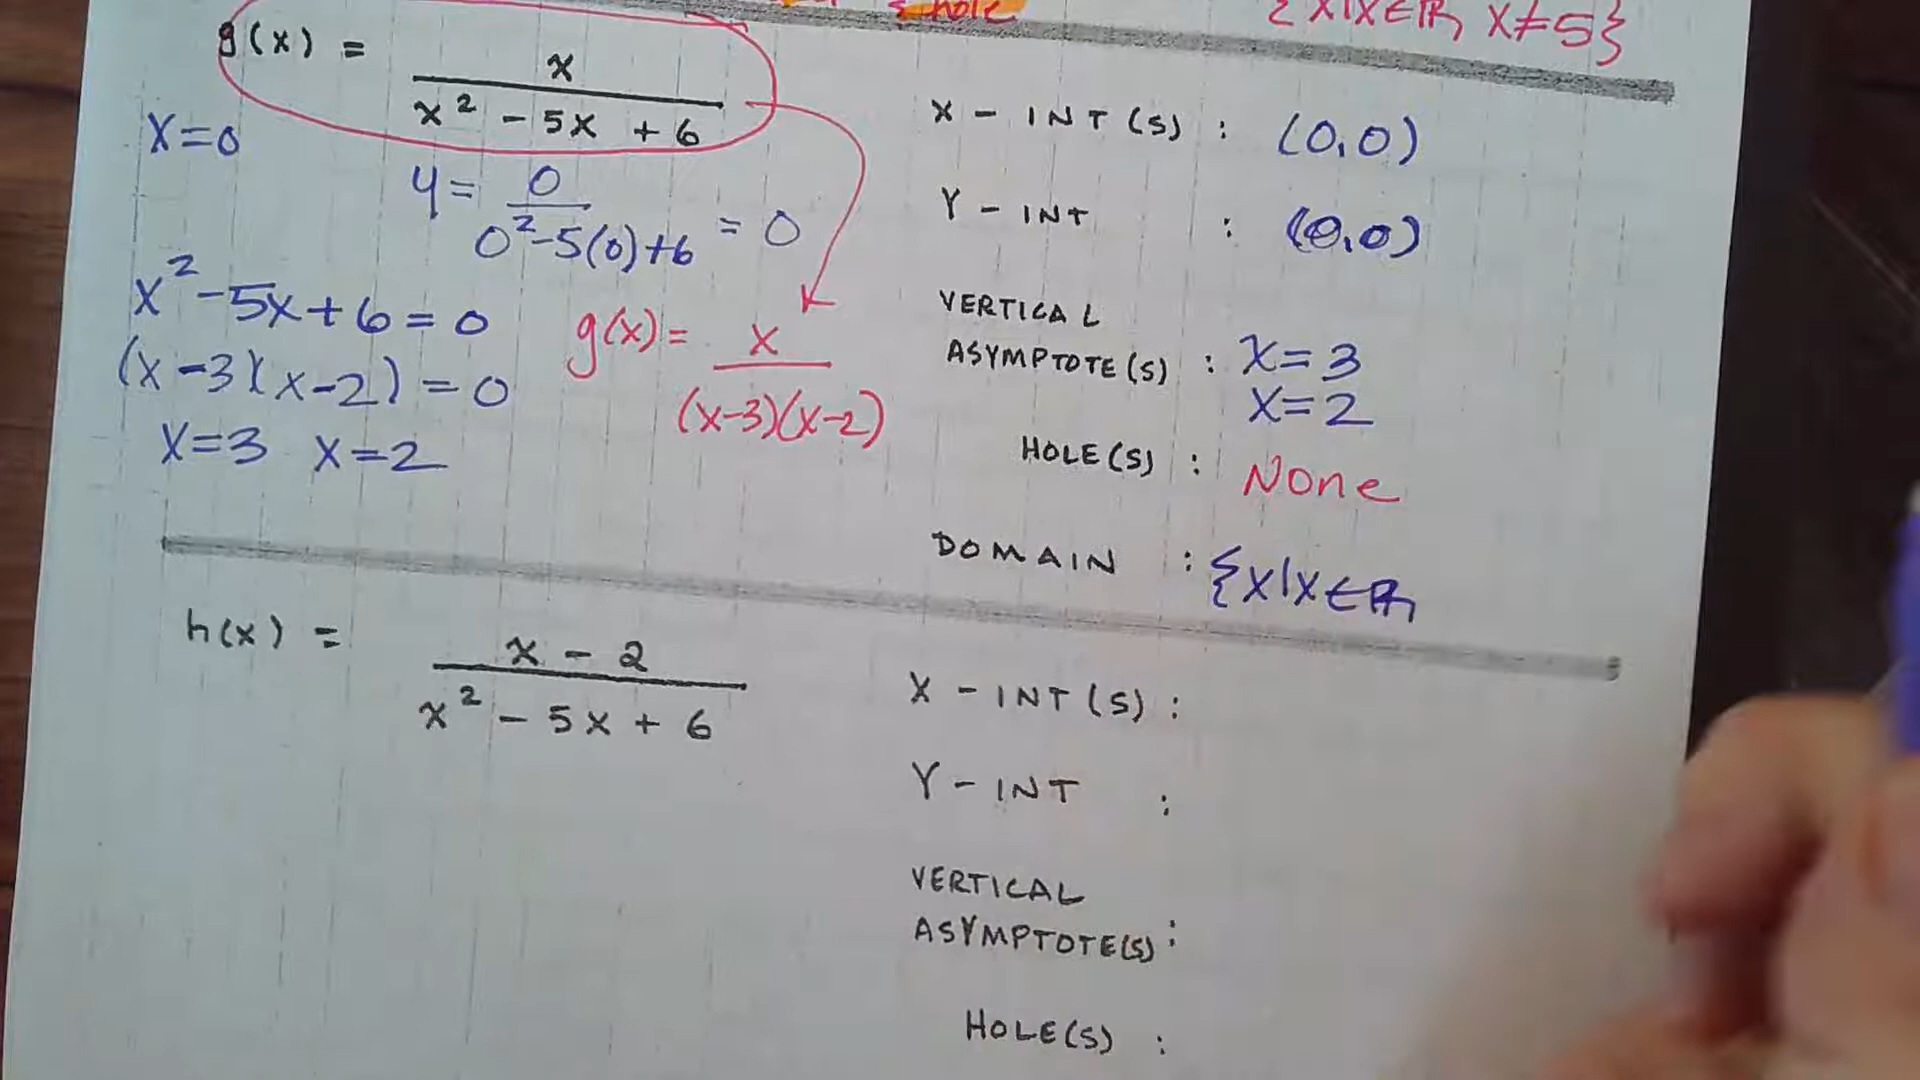 hole
{x|x∈ℝ, x≠5}
g(x) = x / (x² - 5x + 6)
X=0
y = 0 / (0²-5(0)+6) = 0
x²-5x+6=0
(x-3)(x-2)=0
x=3 x=2
g(x)= x / ((x-3)(x-2))
X - INT(S) : (0,0)
Y - INT : (0,0)
VERTICAL
ASYMPTOTE(S) : x=3
x=2
HOLE(S) : None
DOMAIN : {x|x∈ℝ,
h(x) = (x - 2) / (x² - 5x + 6)
X - INT(S) :
Y - INT :
VERTICAL
ASYMPTOTE(S) :
HOLE(S) :